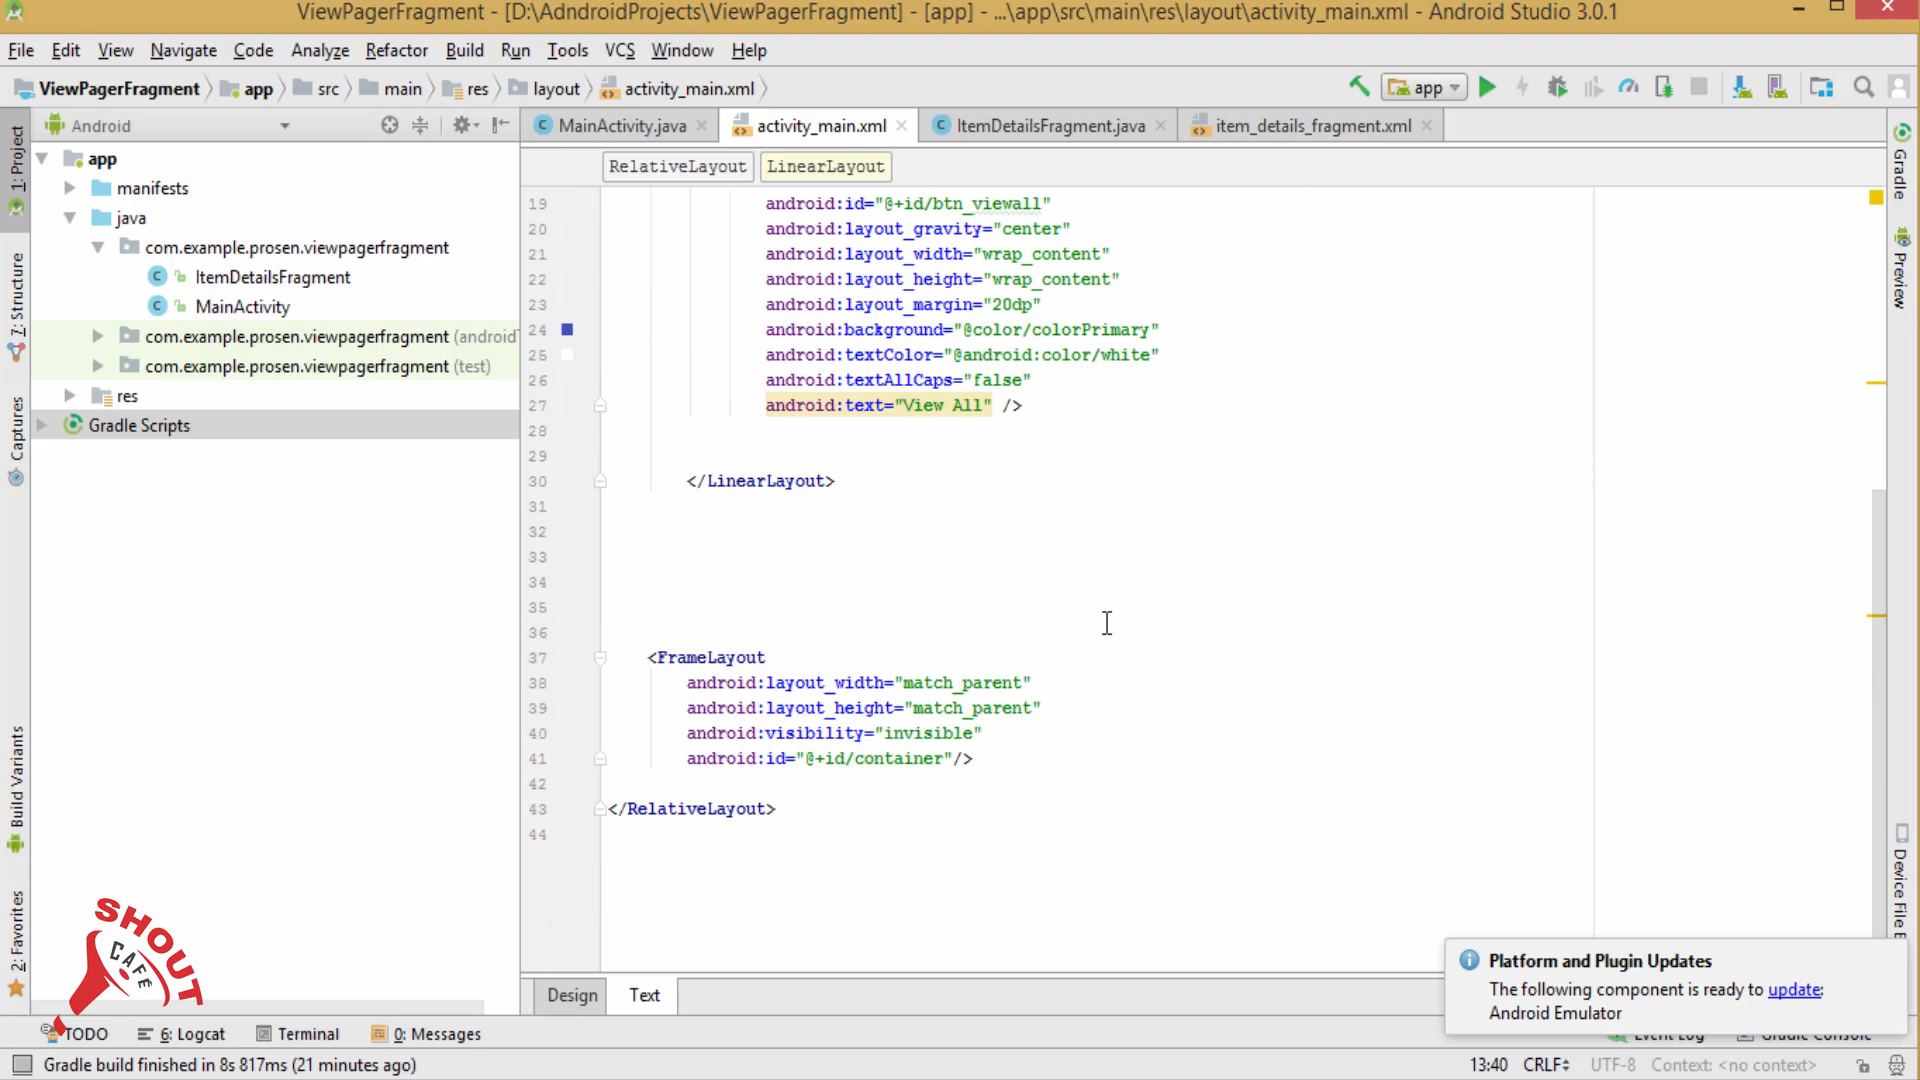 ViewPagerFragment - [D:\AdndroidProjects\ViewPagerFragment] - [app] - ...\app\src\main\res\layout\activity_main.xml - Android Studio 3.0.1
File Edit View Navigate Code Analyze Refactor Build Run Tools VCS Window Help
ViewPagerFragment app src main res layout activity_main.xml app
Android
MainActivity.java activity_main.xml ItemDetailsFragment.java item_details_fragment.xml
RelativeLayout LinearLayout
1: Project
7: Structure
Captures
Build Variants
2: Favorites
app
manifests
java
com.example.prosen.viewpagerfragment
ItemDetailsFragment
MainActivity
com.example.prosen.viewpagerfragment (android
com.example.prosen.viewpagerfragment (test)
res
Gradle Scripts
19 android:id="@+id/btn_viewall"
20 android:layout_gravity="center"
21 android:layout_width="wrap_content"
22 android:layout_height="wrap_content"
23 android:layout_margin="20dp"
24 android:background="@color/colorPrimary"
25 android:textColor="@android:color/white"
26 android:textAllCaps="false"
27 android:text="View All" />
28
29
30 </LinearLayout>
31
32
33
34
35
36
37 <FrameLayout
38 android:layout_width="match_parent"
39 android:layout_height="match_parent"
40 android:visibility="invisible"
41 android:id="@+id/container"/>
42
43 </RelativeLayout>
44
Gradle
Preview
Device File E
SHOUT
CAFE
Design Text
Platform and Plugin Updates
The following component is ready to update:
Android Emulator
TODO 6: Logcat Terminal 0: Messages Event Log Gradle Console
Gradle build finished in 8s 817ms (21 minutes ago) 13:40 CRLF UTF-8 Context: <no context>